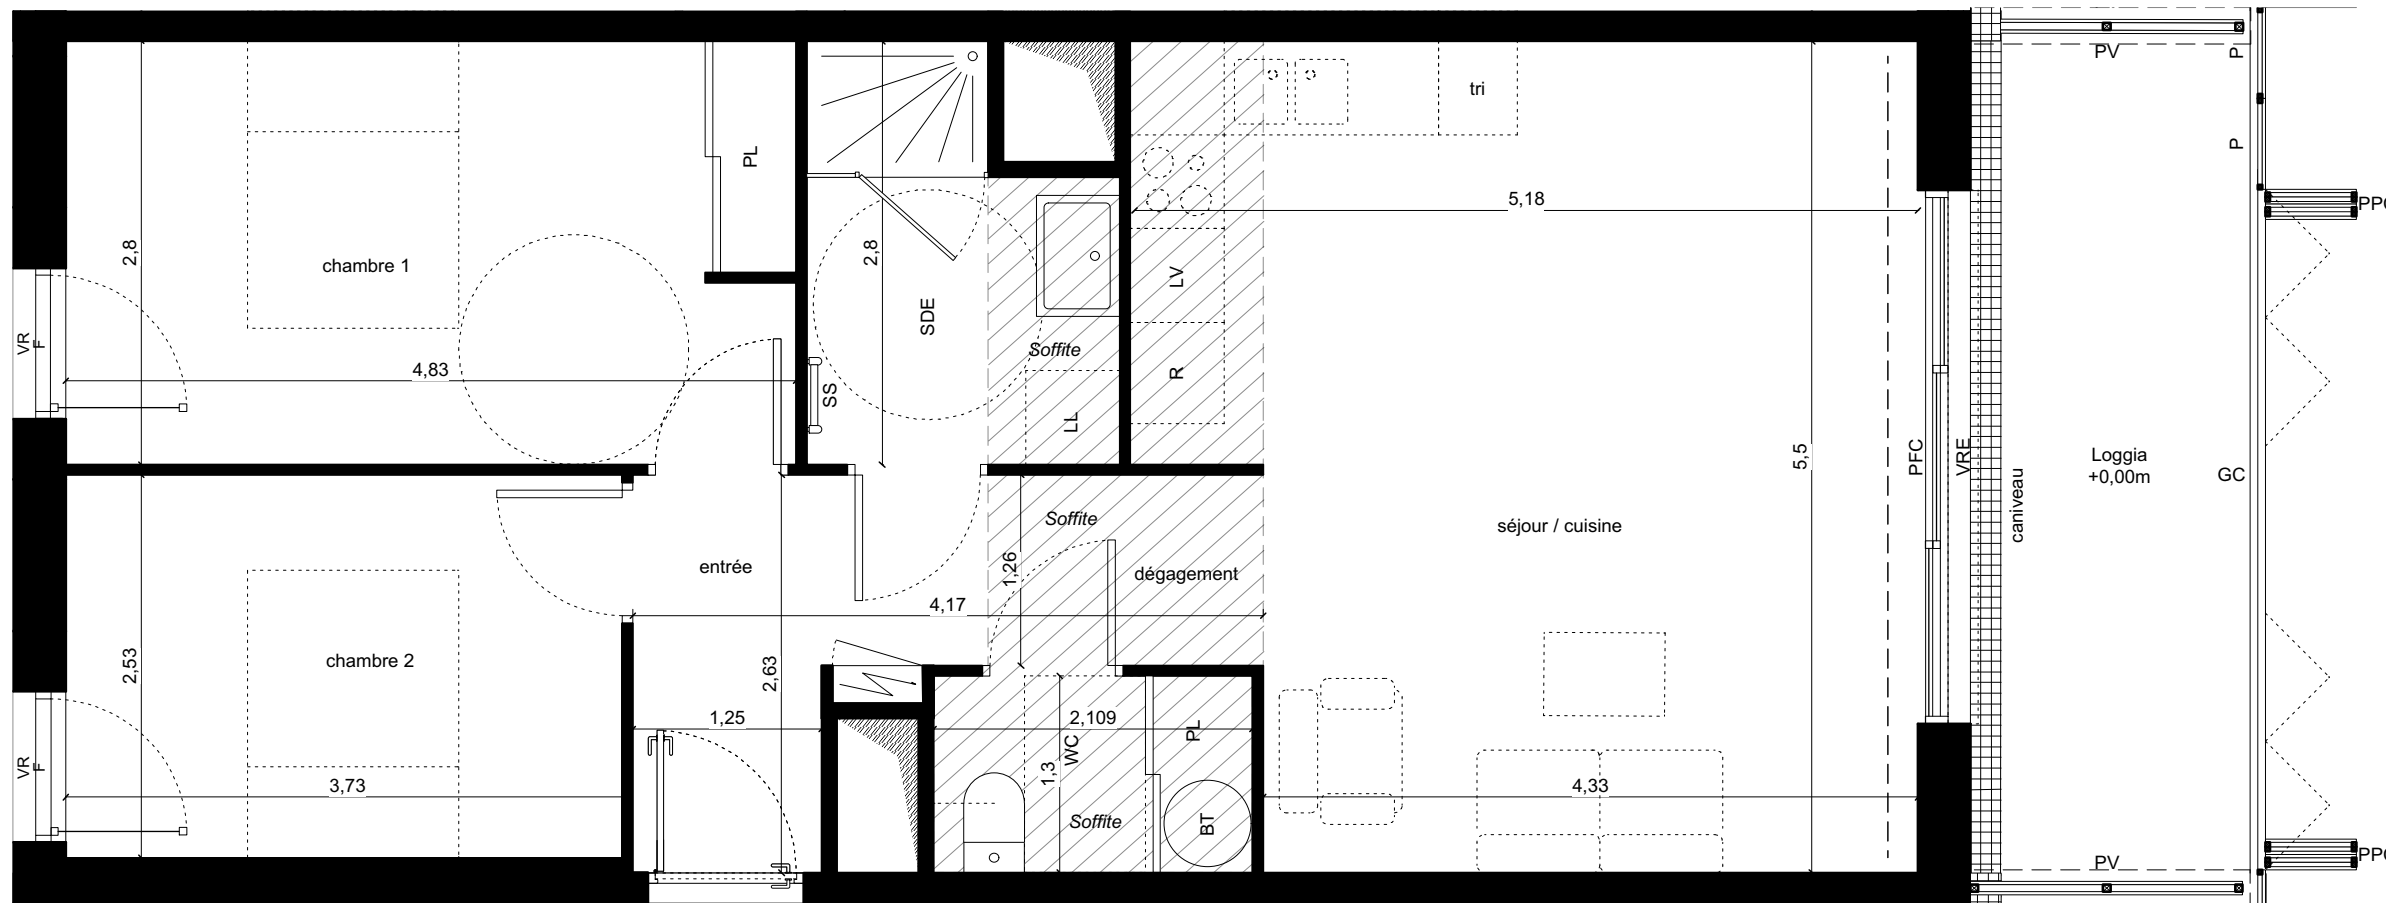 PV
P
tri
P
PL
5,18
PPC
2,8
2,8
chambre 1
LV
SDE
VR
F
Soffite
4,83
R
SS
LL
5,5
PFC
VRE
Loggia
+0,00m
GC
caniveau
Soffite
séjour / cuisine
entrée
1,26
dégagement
4,17
chambre 2
2,53
2,63
1,25
2,109
PL
WC
VR
F
1,3
3,73
4,33
Soffite
BT
PV
PPC